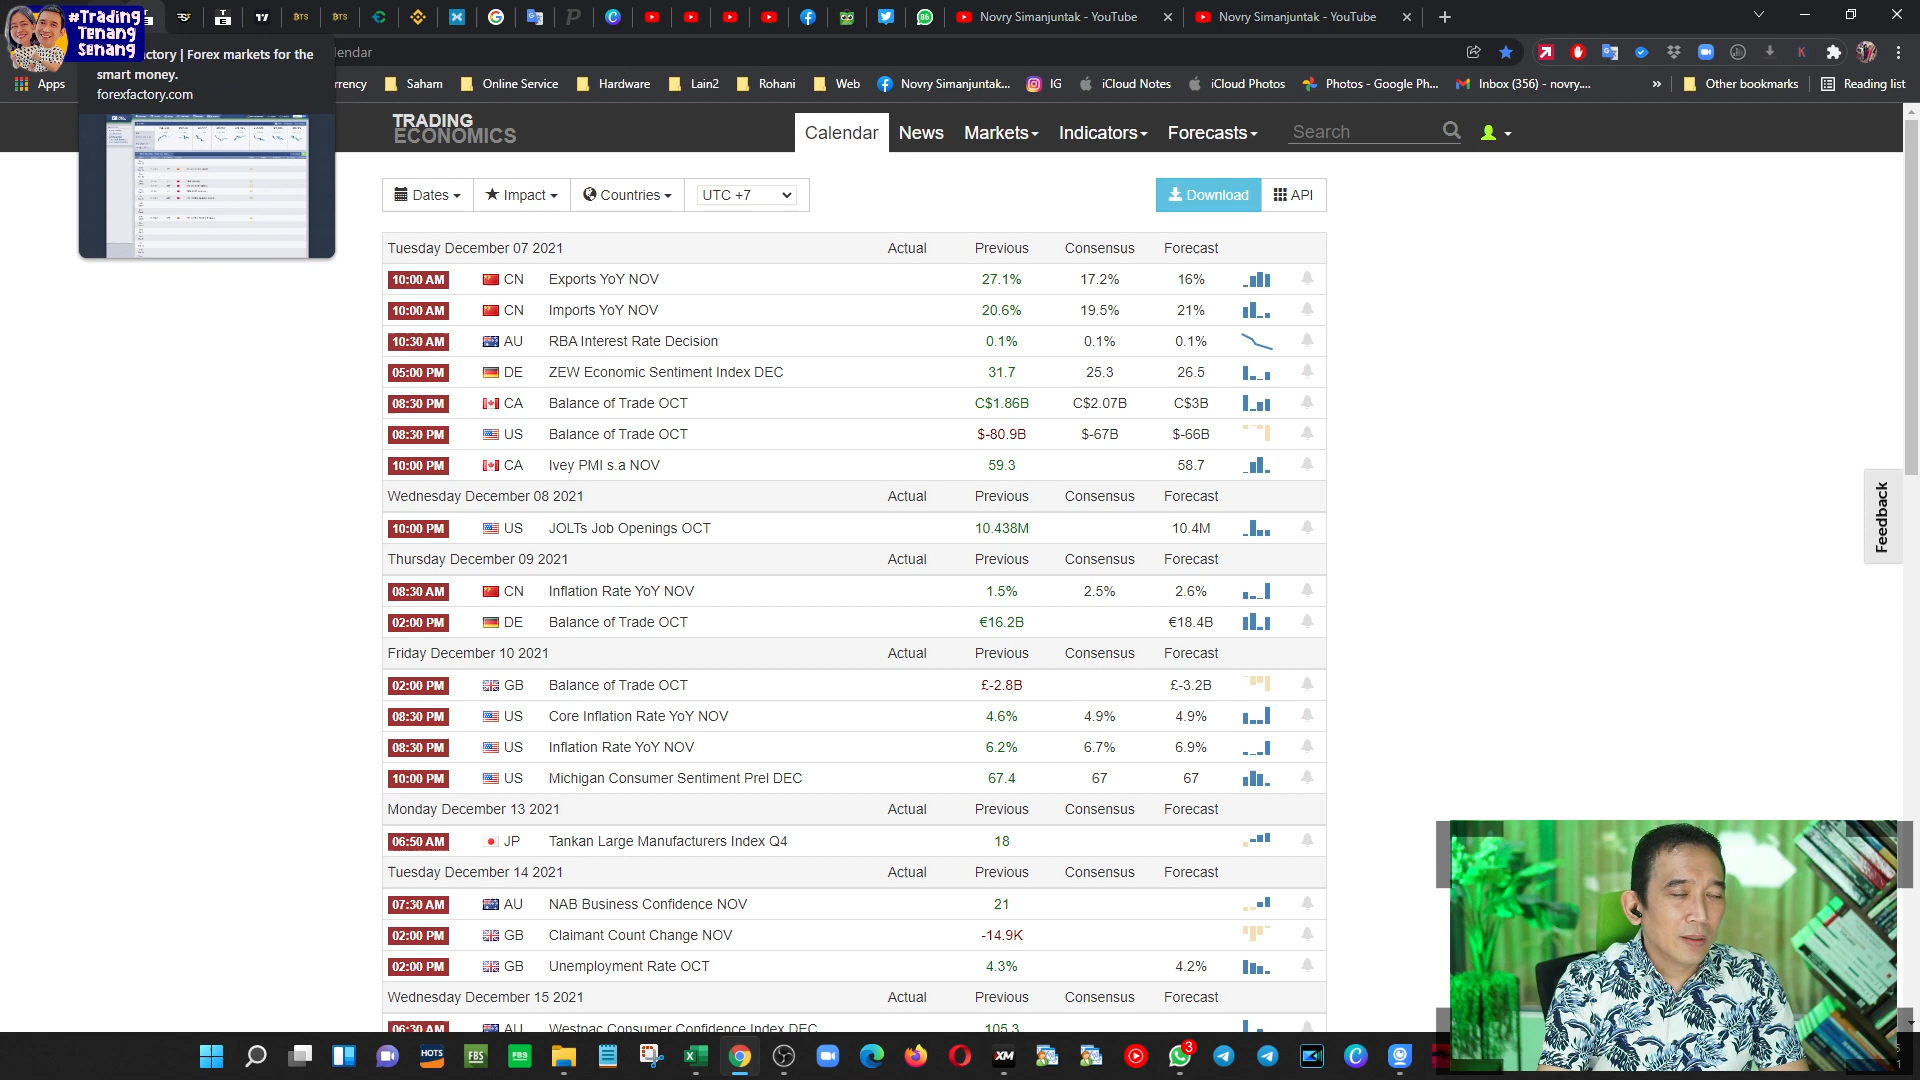 #Trading
Tenang
Senang
Novry Simanjuntak - YouTube
Novry Simanjuntak - YouTube
ctory | Forex markets for the
smart money.
forexfactory.com
lendar
Apps
rrency
Saham
Online Service
Hardware
Lain2
Rohani
Web
Novry Simanjuntak...
IG
iCloud Notes
iCloud Photos
Photos - Google Ph...
Inbox (356) - novry....
»
Other bookmarks
Reading list
TRADING
ECONOMICS
Calendar News Markets Indicators Forecasts Search
Dates Impact Countries UTC +7 Download API
Tuesday December 07 2021 Actual Previous Consensus Forecast
10:00 AM CN Exports YoY NOV 27.1% 17.2% 16%
10:00 AM CN Imports YoY NOV 20.6% 19.5% 21%
10:30 AM AU RBA Interest Rate Decision 0.1% 0.1% 0.1%
05:00 PM DE ZEW Economic Sentiment Index DEC 31.7 25.3 26.5
08:30 PM CA Balance of Trade OCT C$1.86B C$2.07B C$3B
08:30 PM US Balance of Trade OCT $-80.9B $-67B $-66B
10:00 PM CA Ivey PMI s.a NOV 59.3 58.7
Wednesday December 08 2021 Actual Previous Consensus Forecast
10:00 PM US JOLTs Job Openings OCT 10.438M 10.4M
Thursday December 09 2021 Actual Previous Consensus Forecast
08:30 AM CN Inflation Rate YoY NOV 1.5% 2.5% 2.6%
02:00 PM DE Balance of Trade OCT €16.2B €18.4B
Friday December 10 2021 Actual Previous Consensus Forecast
02:00 PM GB Balance of Trade OCT £-2.8B £-3.2B
08:30 PM US Core Inflation Rate YoY NOV 4.6% 4.9% 4.9%
08:30 PM US Inflation Rate YoY NOV 6.2% 6.7% 6.9%
10:00 PM US Michigan Consumer Sentiment Prel DEC 67.4 67 67
Monday December 13 2021 Actual Previous Consensus Forecast
06:50 AM JP Tankan Large Manufacturers Index Q4 18
Tuesday December 14 2021 Actual Previous Consensus Forecast
07:30 AM AU NAB Business Confidence NOV 21
02:00 PM GB Claimant Count Change NOV -14.9K
02:00 PM GB Unemployment Rate OCT 4.3% 4.2%
Wednesday December 15 2021 Actual Previous Consensus Forecast
06:30 AM AU Westpac Consumer Confidence Index DEC 105.3
Feedback
HOTS
FBS
FBS
XM
3